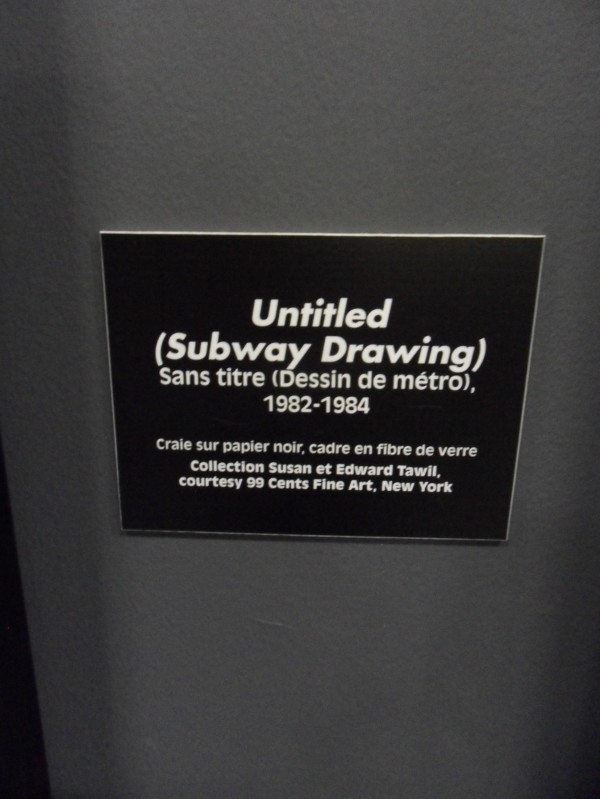 Untitled
(Subway Drawing)
Sans titre (Dessin de métro),
1982-1984
Craie sur papier noir, cadre en fibre de verre
Collection Susan et Edward Tawil,
courtesy 99 Cents Fine Art, New York